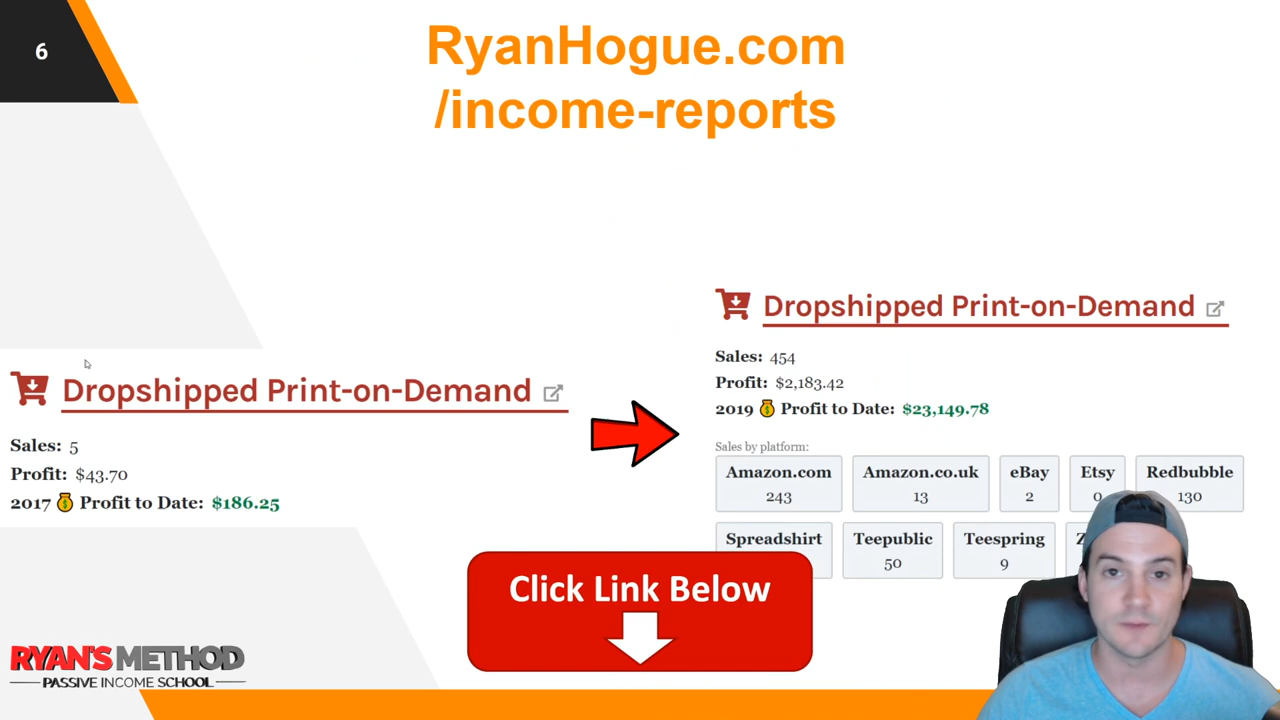 6
RyanHogue.com
/income-reports
Dropshipped Print-on-Demand
Sales: 5
Profit: $43.70
2017 Profit to Date: $186.25
Dropshipped Print-on-Demand
Sales: 454
Profit: $2,183.42
2019 Profit to Date: $23,149.78
Sales by platform:
Amazon.com Amazon.co.uk eBay Etsy Redbubble
243 13 2 0 130
Spreadshirt Teepublic Teespring
50 9
Click Link Below
RYAN'S METHOD
PASSIVE INCOME SCHOOL